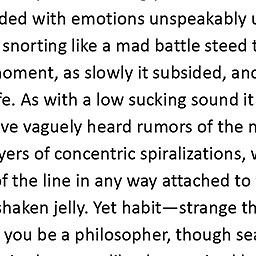 ded with emotions unspeakably
snorting like a mad battle steed
moment, as slowly it subsided, and
fe. As with a low sucking sound it
ve vaguely heard rumors of the
yers of concentric spiralizations,
of the line in any way attached to
shaken jelly. Yet habit—strange th
you be a philosopher, though sea